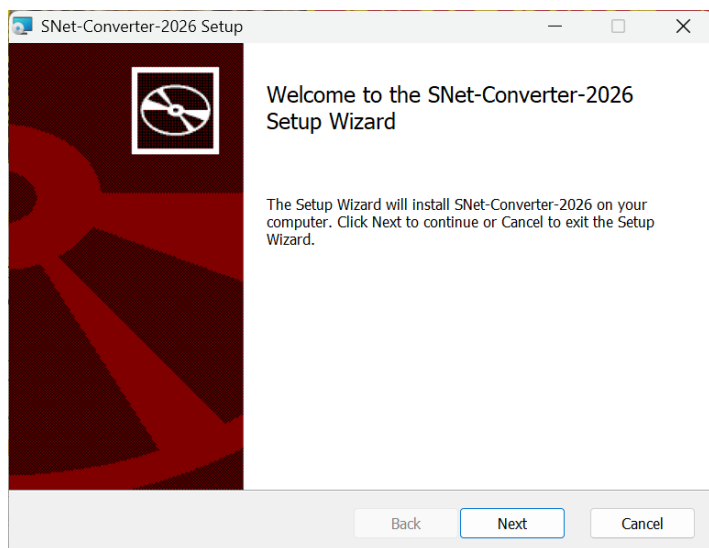 SNet-Converter-2026 Setup
Welcome to the SNet-Converter-2026
Setup Wizard
The Setup Wizard will install SNet-Converter-2026 on your
computer. Click Next to continue or Cancel to exit the Setup
Wizard.
Back
Next
Cancel